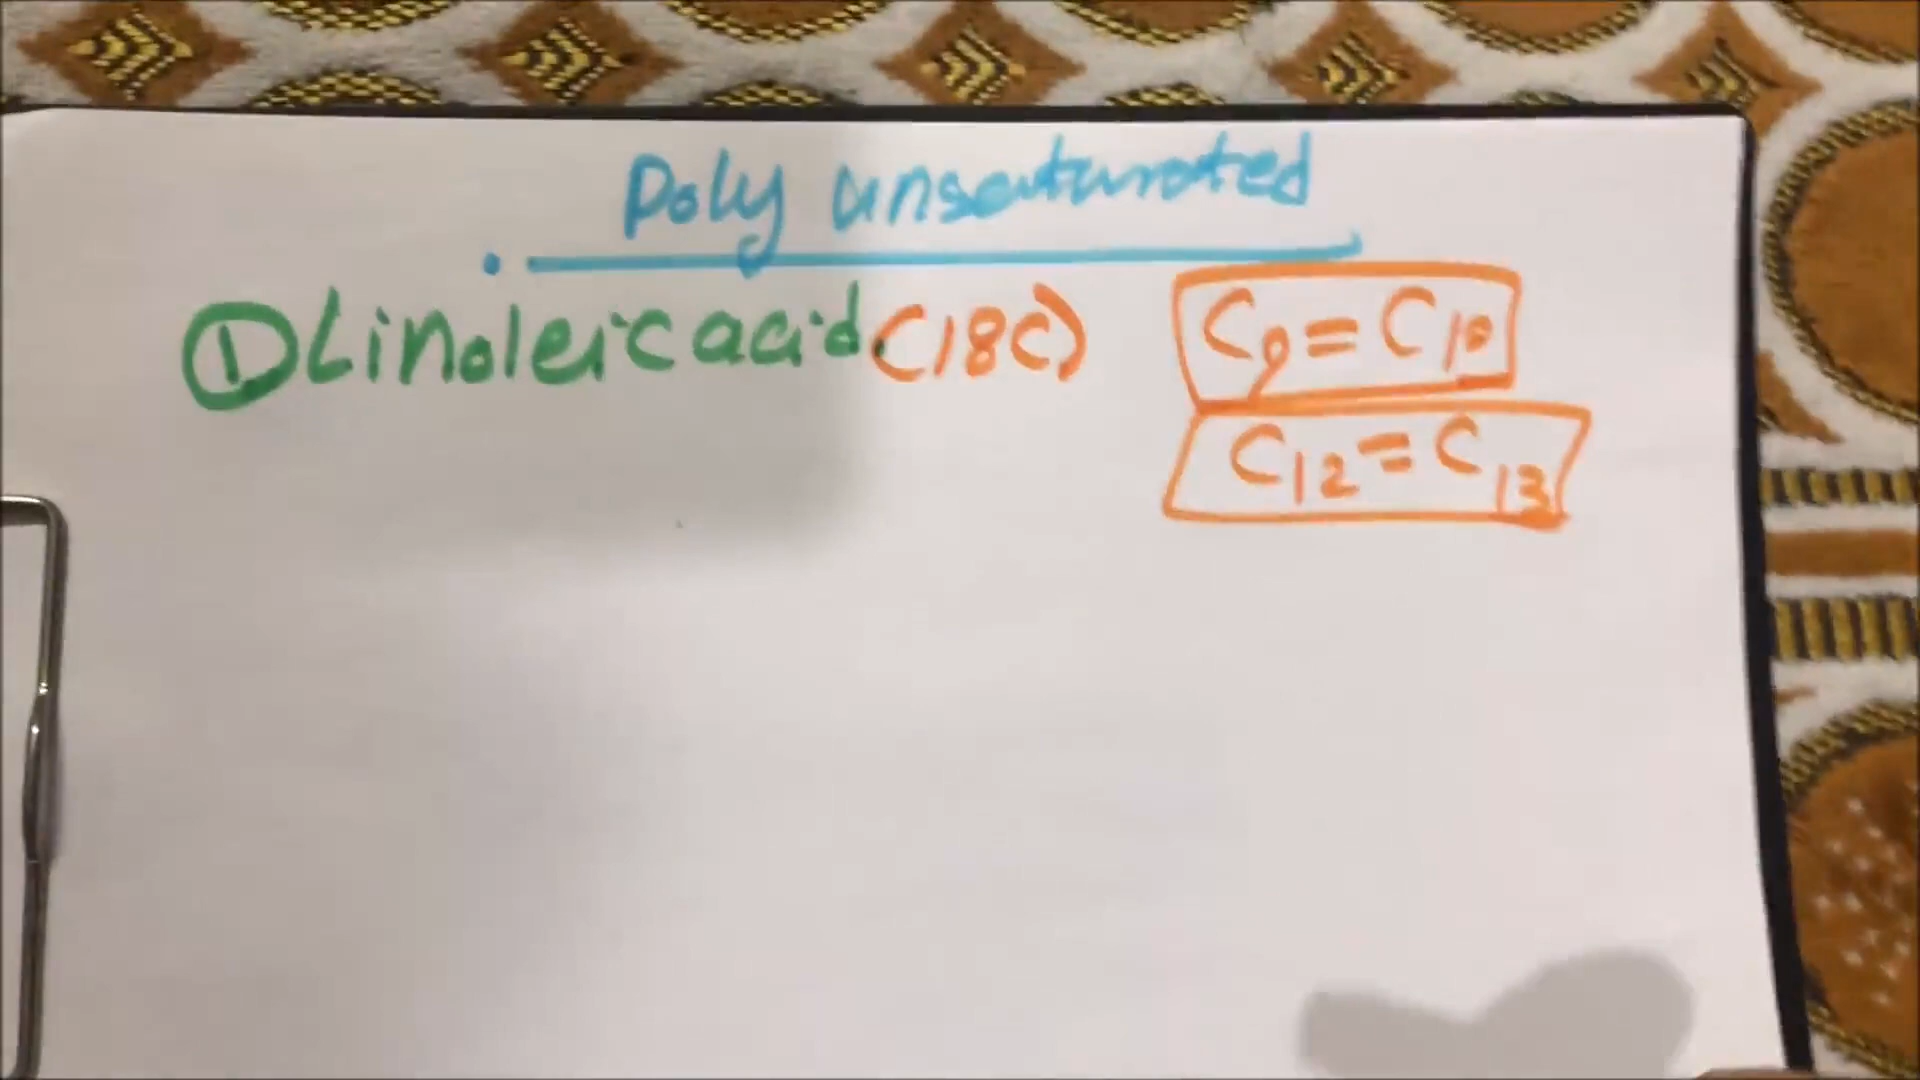 Poly unsaturated
① Linoleic acid (18C) C9 = C10
C12 = C13